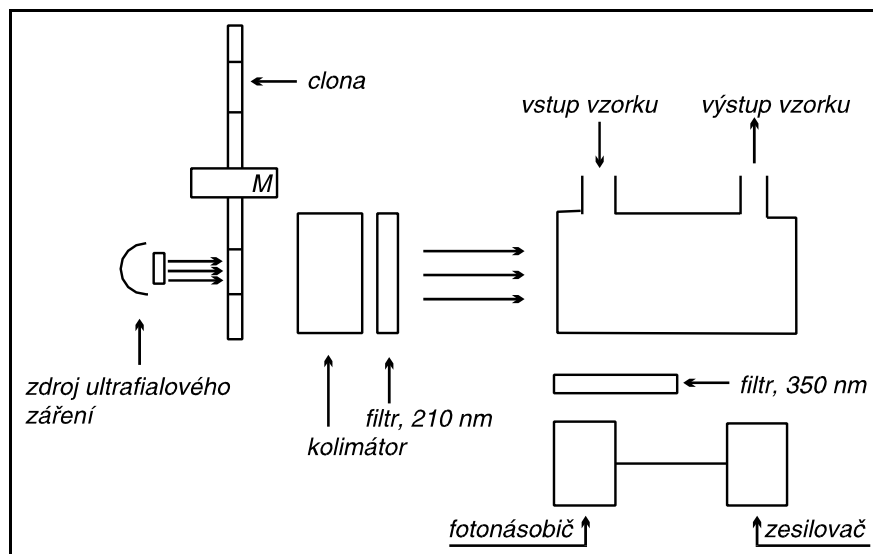 clona
vstup vzorku
výstup vzorku
M
zdroj ultrafialového
záření
filtr, 210 nm
kolimátor
filtr, 350 nm
fotonásobič
zesilovač